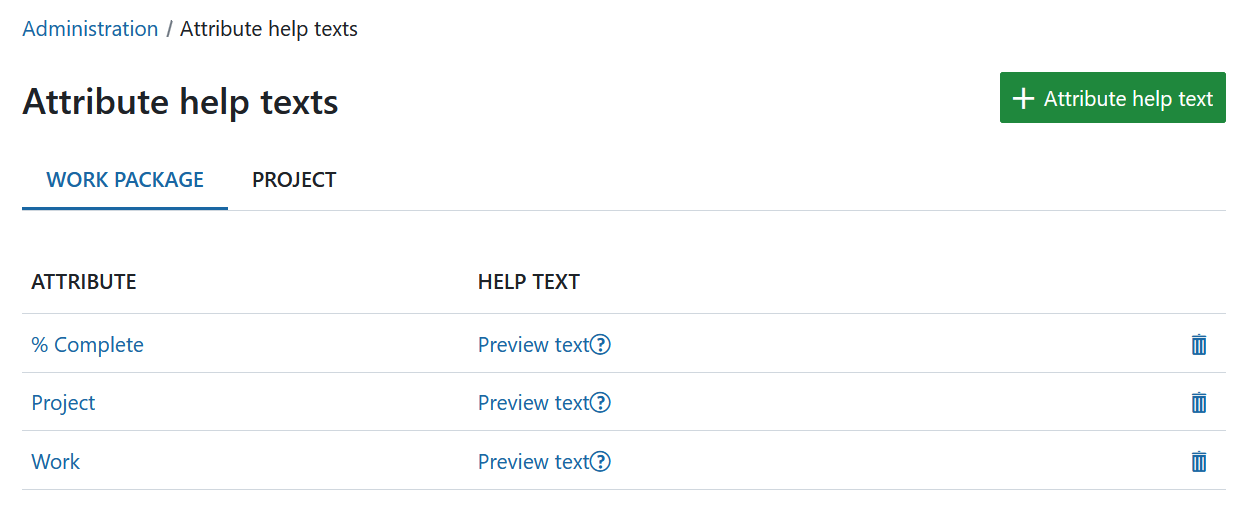 Administration / Attribute help texts
Attribute help texts
+ Attribute help text
WORK PACKAGE PROJECT
ATTRIBUTE HELP TEXT
% Complete Preview text?
Project Preview text?
Work Preview text?